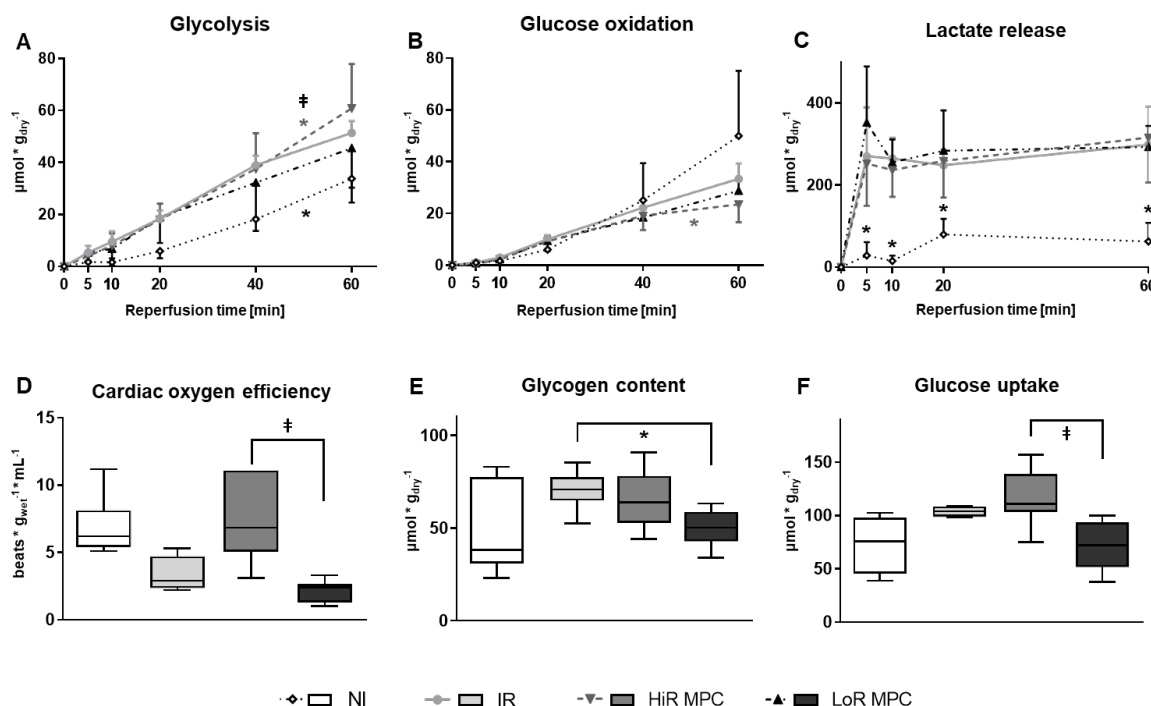 A Glycolysis
µmol * g_dry^-1
80
60
40
20
0
ǂ
*
*
0 5 10 20 40 60
Reperfusion time [min]
B Glucose oxidation
µmol * g_dry^-1
80
60
40
20
0
*
0 5 10 20 40 60
Reperfusion time [min]
C Lactate release
µmol * g_dry^-1
400
200
0
* * * *
0 5 10 20 60
Reperfusion time [min]
D Cardiac oxygen efficiency
beats * g_wet^-1 * mL^-1
15
10
5
0
ǂ
E Glycogen content
µmol * g_dry^-1
100
50
0
*
F Glucose uptake
µmol * g_dry^-1
150
100
50
0
ǂ
NI IR HiR MPC LoR MPC